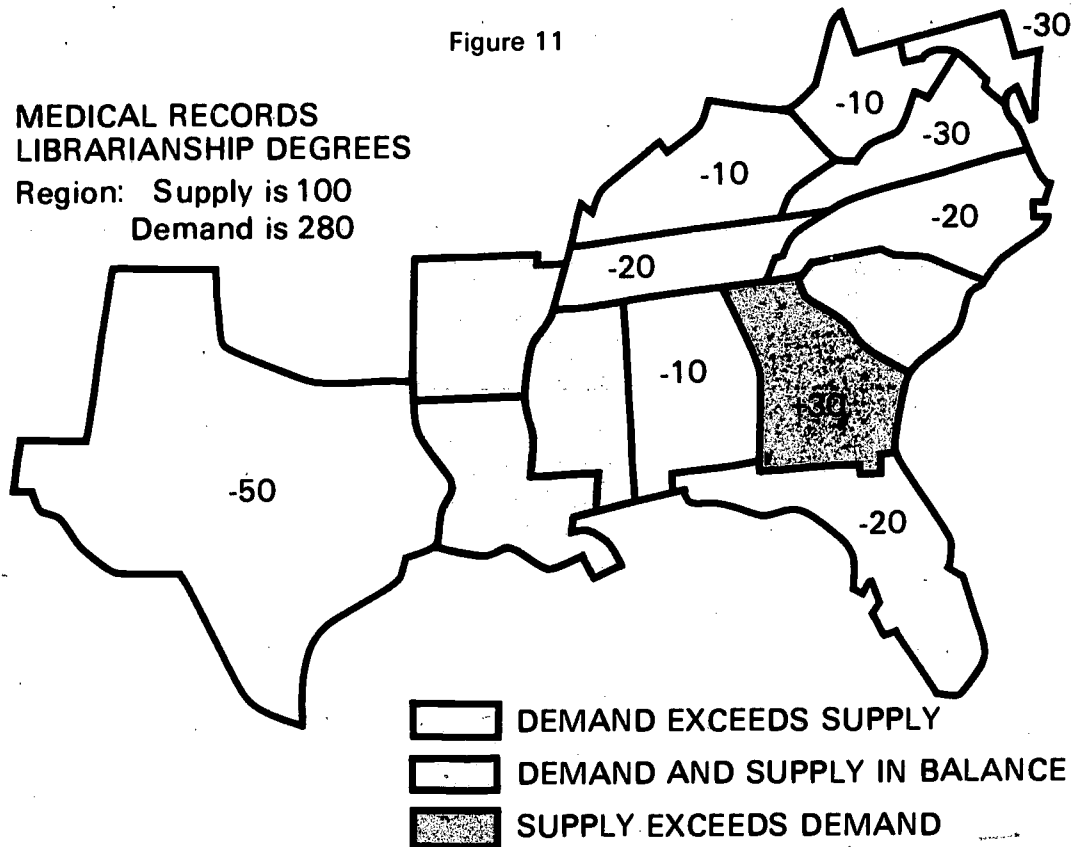 Figure 11
MEDICAL RECORDS
LIBRARIANSHIP DEGREES
Region: Supply is 100
Demand is 280
-30
-10
-30
-10
-20
-20
-10
+30
-50
-20
DEMAND EXCEEDS SUPPLY
DEMAND AND SUPPLY IN BALANCE
SUPPLY EXCEEDS DEMAND